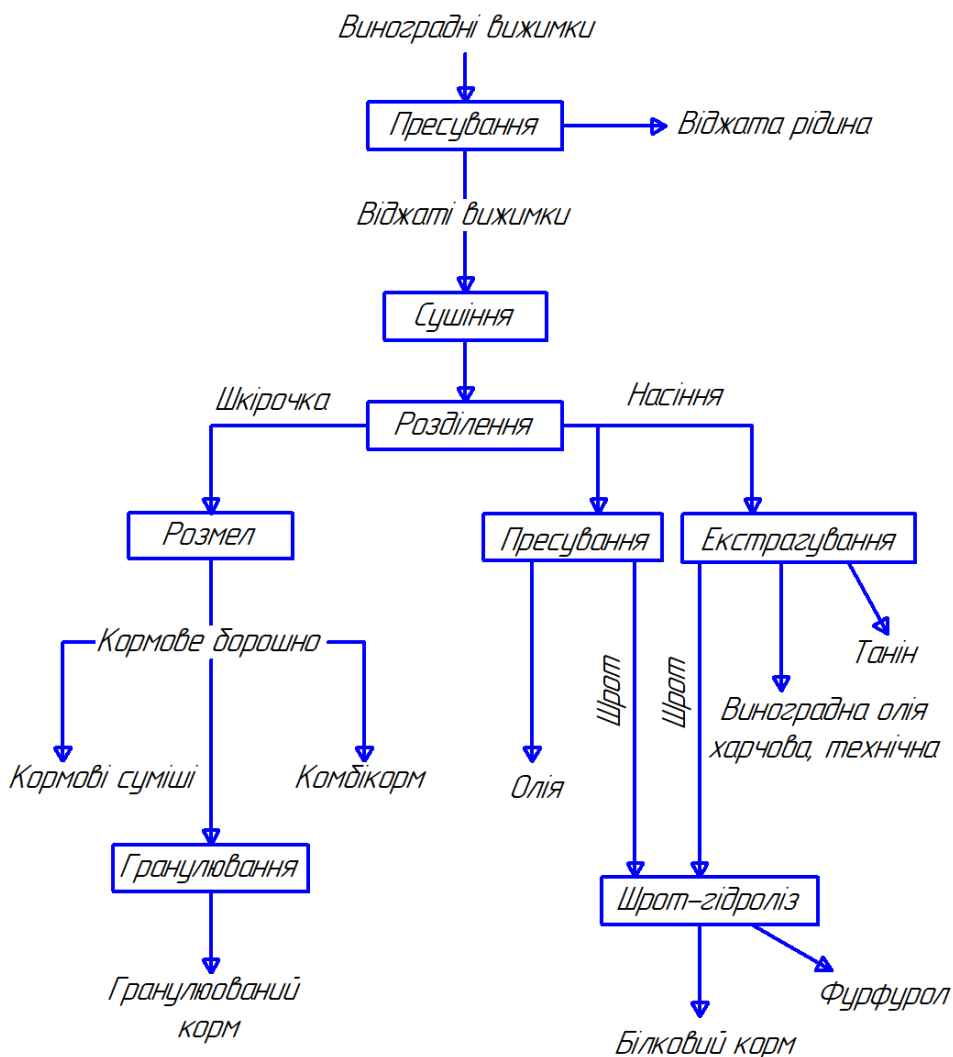 Виноградні вижимки
Пресування
Віджата рідина
Віджаті вижимки
Сушіння
Шкірочка
Насіння
Розділення
Розмел
Пресування
Екстрагування
Кормове борошно
Танін
Шрот
Шрот
Виноградна олія
харчова, технічна
Кормові суміші
Комбікорм
Олія
Гранулювання
Шрот-гідроліз
Гранульований
корм
Фурфурол
Білковий корм